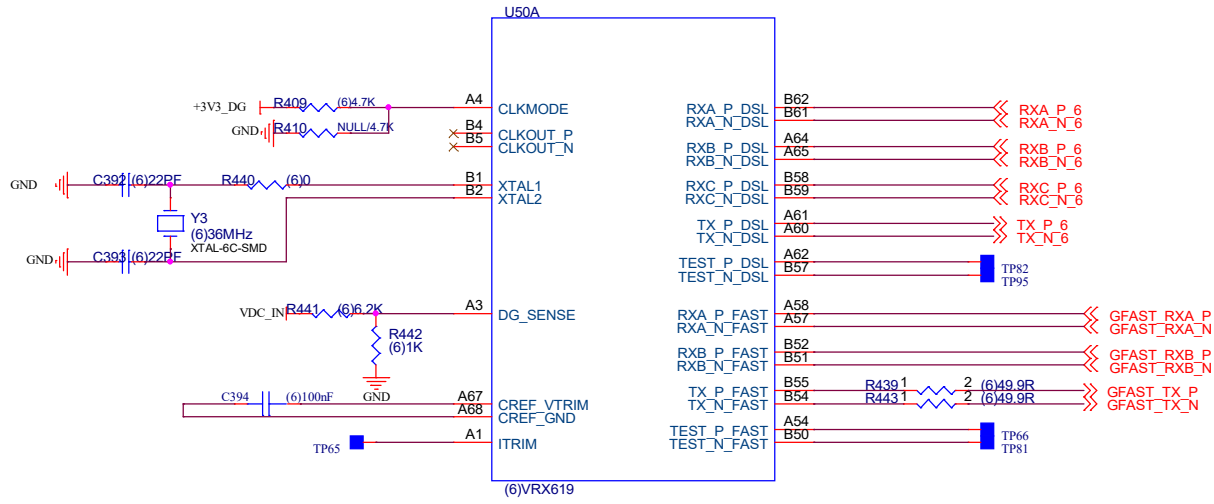 U50A
+3V3_DG
R409
(6)4.7K
A4
CLKMODE
GND
R410
NULL/4.7K
B4
CLKOUT_P
B5
CLKOUT_N
GND
C392
(6)22PF
R440
(6)0
B1
XTAL1
B2
XTAL2
Y3
(6)36MHz
XTAL-6C-SMD
GND
C393
(6)22PF
VDC_IN
R441
(6)6.2K
A3
DG_SENSE
R442
(6)1K
GND
C394
(6)100nF
A67
CREF_VTRIM
A68
CREF_GND
TP65
A1
ITRIM
RXA_P_DSL
B62
RXA_P_6
RXA_N_DSL
B61
RXA_N_6
RXB_P_DSL
A64
RXB_P_6
RXB_N_DSL
A65
RXB_N_6
RXC_P_DSL
B58
RXC_P_6
RXC_N_DSL
B59
RXC_N_6
TX_P_DSL
A61
TX_P_6
TX_N_DSL
A60
TX_N_6
TEST_P_DSL
A62
TP82
TEST_N_DSL
B57
TP95
RXA_P_FAST
A58
GFAST_RXA_P
RXA_N_FAST
A57
GFAST_RXA_N
RXB_P_FAST
B52
GFAST_RXB_P
RXB_N_FAST
B51
GFAST_RXB_N
TX_P_FAST
B55
R439
1
2
(6)49.9R
GFAST_TX_P
TX_N_FAST
B54
R443
1
2
(6)49.9R
GFAST_TX_N
TEST_P_FAST
A54
TP66
TEST_N_FAST
B50
TP81
(6)VRX619